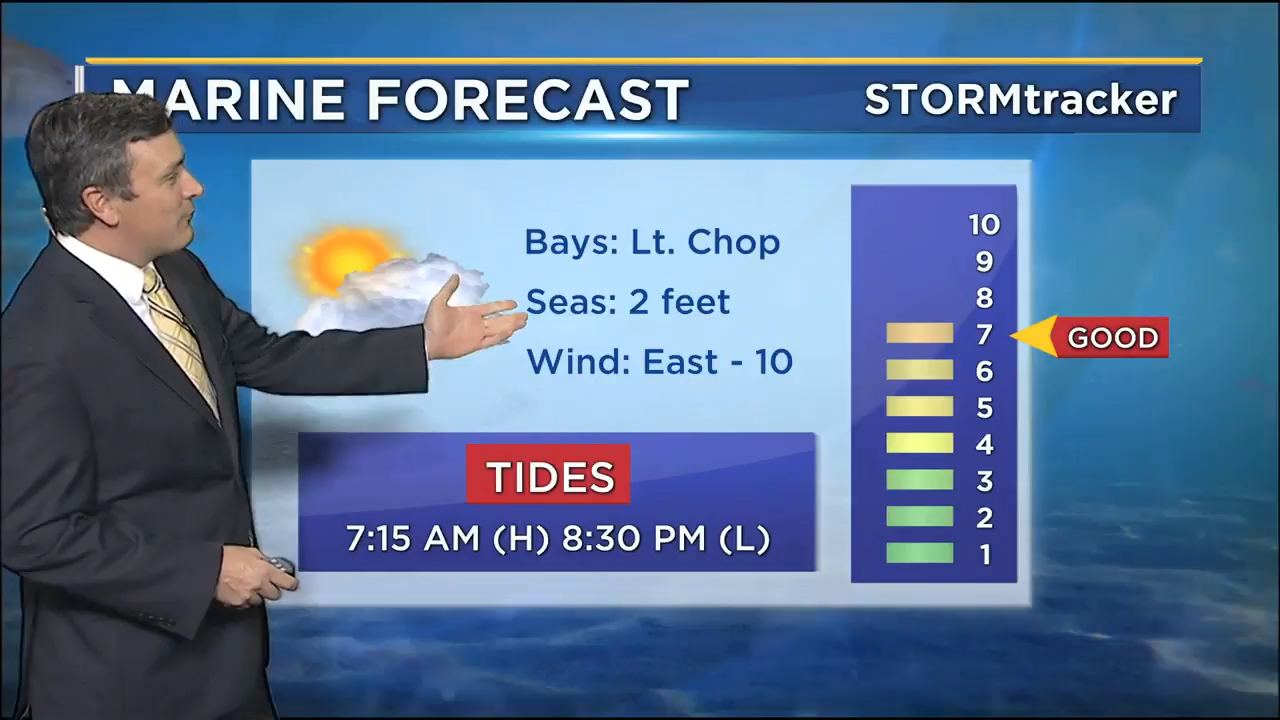 MARINE FORECAST
STORMtracker
Bays: Lt. Chop
Seas: 2 feet
Wind: East - 10
TIDES
7:15 AM (H) 8:30 PM (L)
10
9
8
7
GOOD
6
5
4
3
2
1